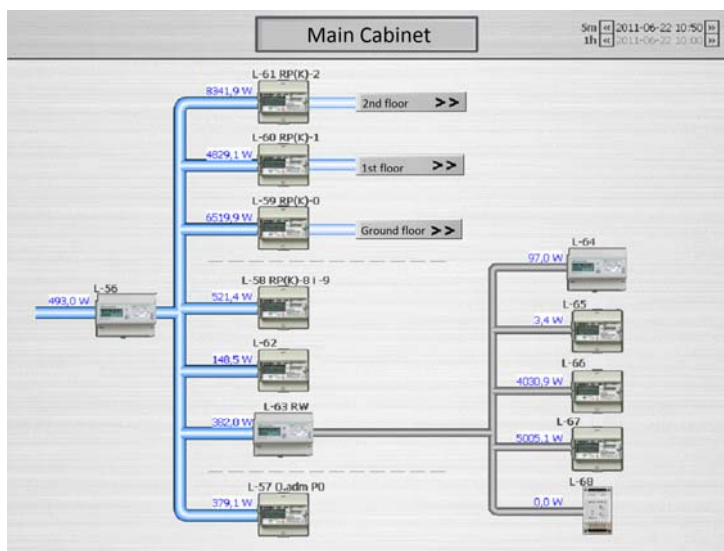 Main Cabinet
5m « 2011-06-22 10:50 »
1h « 2011-06-22 10:00 »
L-61 RP(K)-2
8341,9 W
2nd floor >>
L-60 RP(K)-1
4829,1 W
1st floor >>
L-59 RP(K)-0
6519,9 W
Ground floor >>
L-64
97,0 W
L-56
493,0 W
L-58 RP(K)-8 i -9
521,4 W
L-65
3,4 W
L-62
148,5 W
L-66
4030,9 W
L-63 RW
382,0 W
L-67
5005,1 W
L-57 O.adm P0
379,1 W
L-68
0,0 W